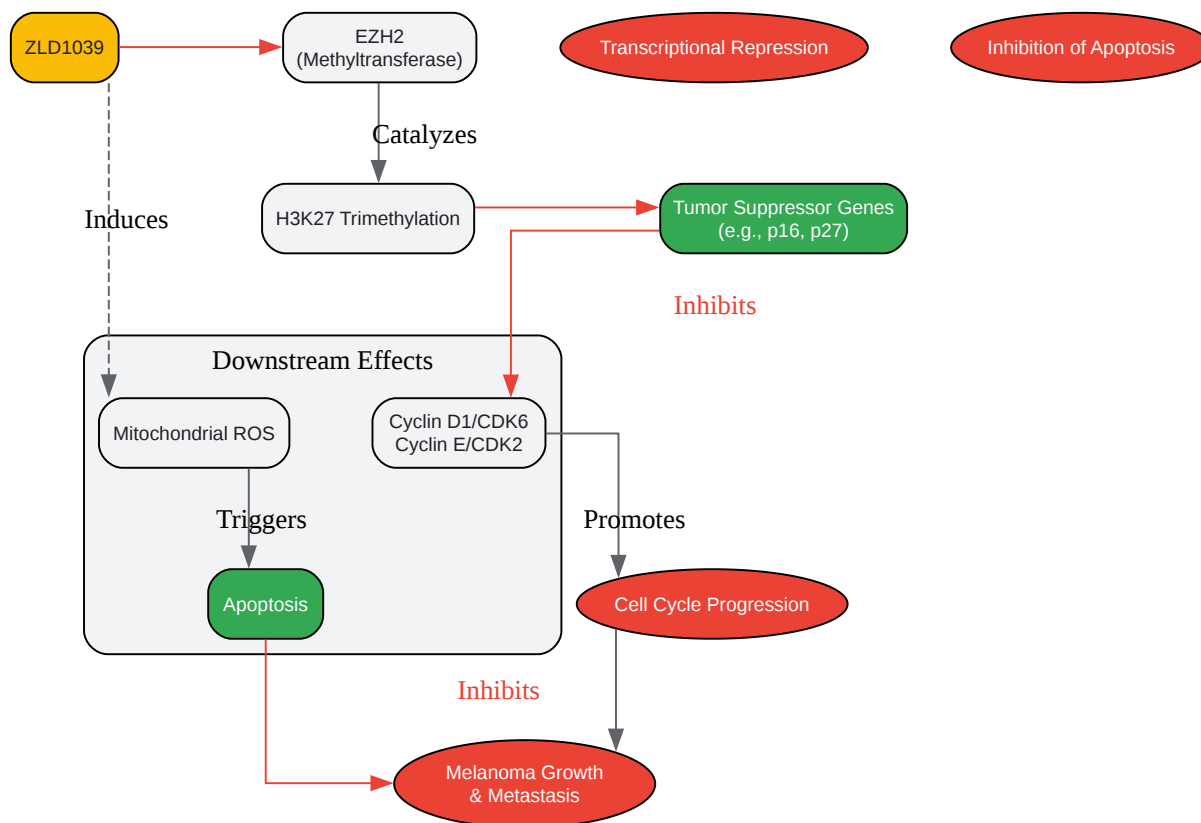 ZLD1039
EZH2
(Methyltransferase)
Transcriptional Repression
Inhibition of Apoptosis
Catalyzes
Induces
H3K27 Trimethylation
Tumor Suppressor Genes
(e.g., p16, p27)
Inhibits
Downstream Effects
Mitochondrial ROS
Cyclin D1/CDK6
Cyclin E/CDK2
Triggers
Promotes
Apoptosis
Cell Cycle Progression
Inhibits
Melanoma Growth
& Metastasis